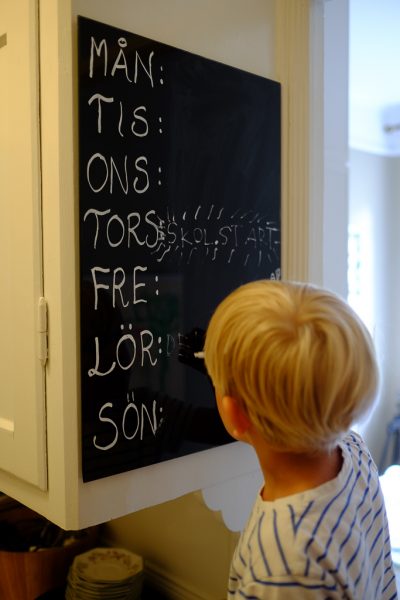 MÅN:
TIS:
ONS:
TORS: SKOLSTART
FRE:
LÖR: D
SÖN: